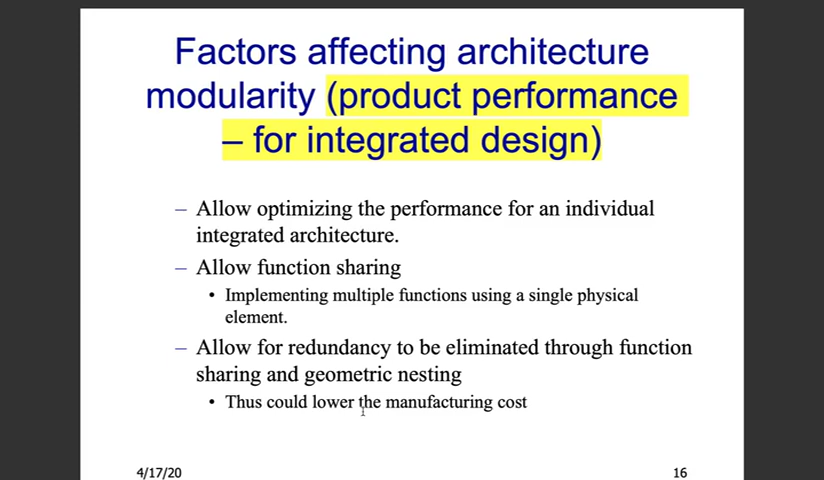 Factors affecting architecture
modularity (product performance
– for integrated design)
– Allow optimizing the performance for an individual
integrated architecture.
– Allow function sharing
• Implementing multiple functions using a single physical
element.
– Allow for redundancy to be eliminated through function
sharing and geometric nesting
• Thus could lower the manufacturing cost
4/17/20
16